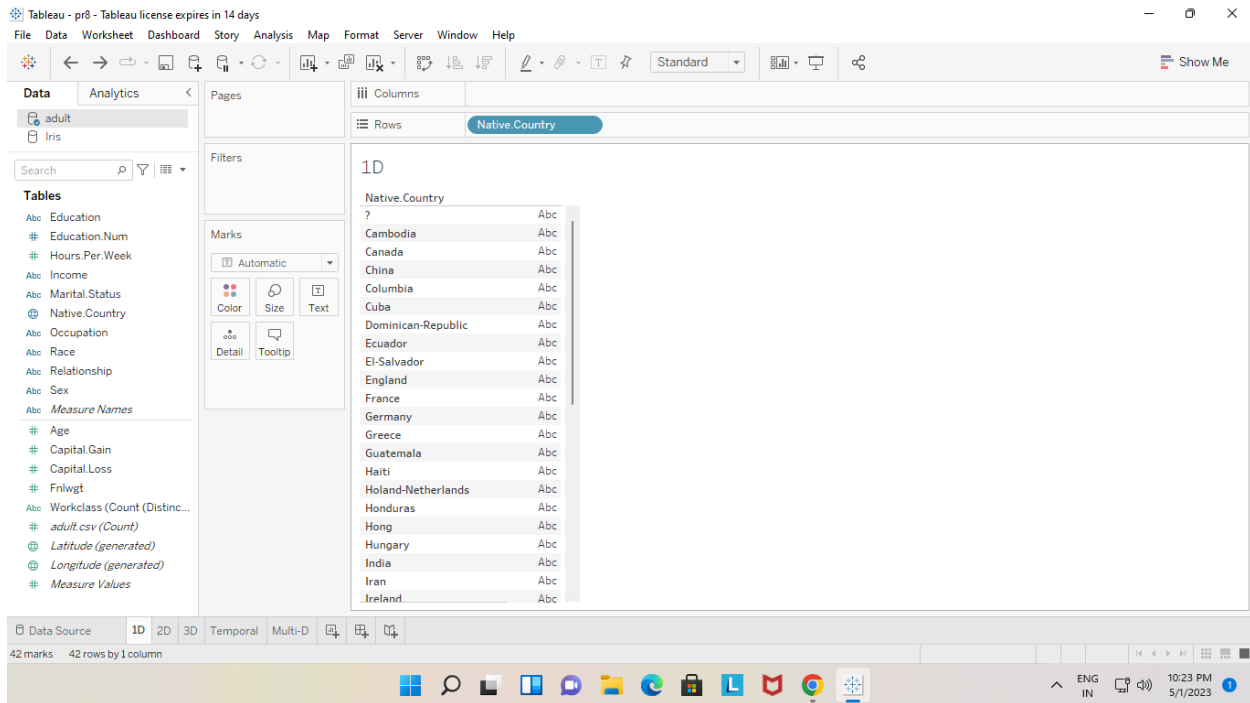 Tableau - pr8 - Tableau license expires in 14 days
File Data Worksheet Dashboard Story Analysis Map Format Server Window Help
Standard
Show Me
Data Analytics
adult
Iris
Search
Tables
Abc Education
# Education.Num
# Hours.Per.Week
Abc Income
Abc Marital.Status
Native.Country
Abc Occupation
Abc Race
Abc Relationship
Abc Sex
Abc Measure Names
# Age
# Capital.Gain
# Capital.Loss
# Fnlwgt
Abc Workclass (Count (Distinc...
# adult.csv (Count)
Latitude (generated)
Longitude (generated)
# Measure Values
Pages
Filters
Marks
T Automatic
Color Size Text
Detail Tooltip
Columns
Rows Native.Country
1D
Native.Country
? Abc
Cambodia Abc
Canada Abc
China Abc
Columbia Abc
Cuba Abc
Dominican-Republic Abc
Ecuador Abc
El-Salvador Abc
England Abc
France Abc
Germany Abc
Greece Abc
Guatemala Abc
Haiti Abc
Holand-Netherlands Abc
Honduras Abc
Hong Abc
Hungary Abc
India Abc
Iran Abc
Ireland Abc
Data Source 1D 2D 3D Temporal Multi-D
42 marks 42 rows by 1 column
L
ENG
IN
10:23 PM
5/1/2023
1